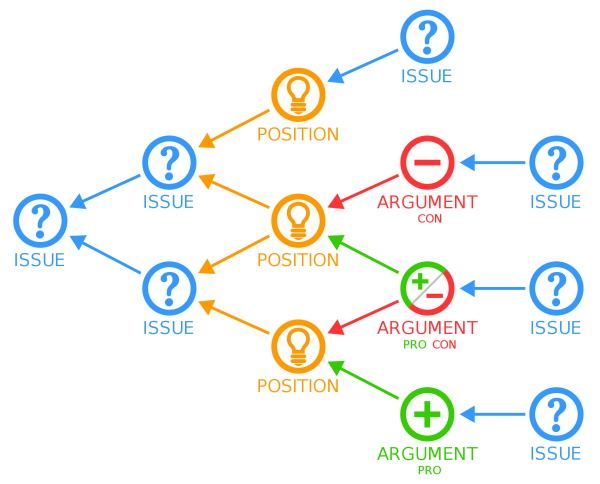 ISSUE
POSITION
ISSUE
ARGUMENT
CON
ISSUE
ISSUE
POSITION
ISSUE
ARGUMENT
PRO CON
ISSUE
POSITION
ARGUMENT
PRO
ISSUE